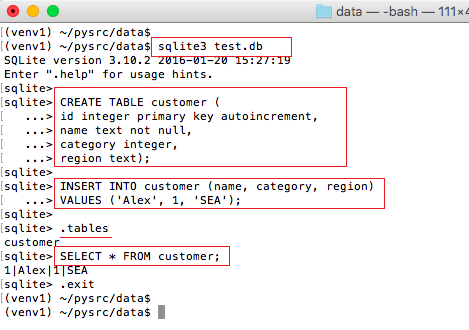 data — -bash — 111×4
[(venv1) ~/pysrc/data$
[(venv1) ~/pysrc/data$ sqlite3 test.db
SQLite version 3.10.2 2016-01-20 15:27:19
Enter ".help" for usage hints.
[sqlite>
[sqlite> CREATE TABLE customer (
[   ...> id integer primary key autoincrement,
[   ...> name text not null,
[   ...> category integer,
[   ...> region text);
[sqlite>
[sqlite> INSERT INTO customer (name, category, region)
[   ...> VALUES ('Alex', 1, 'SEA');
[sqlite>
[sqlite> .tables
customer
[sqlite> SELECT * FROM customer;
1|Alex|1|SEA
[sqlite> .exit
[(venv1) ~/pysrc/data$
(venv1) ~/pysrc/data$